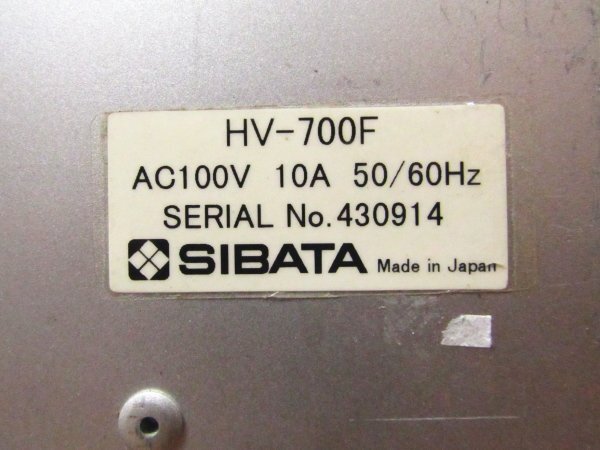 HV-700F
AC100V 10A 50/60Hz
SERIAL No.430914
SIBATA Made in Japan